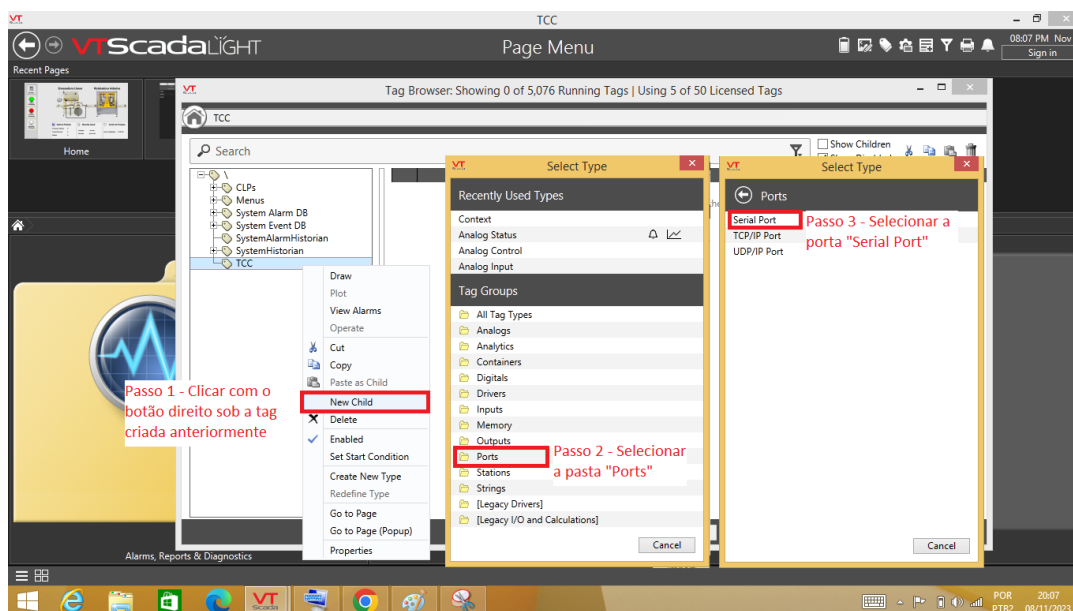 VT
TCC
VTScadaLIGHT
Page Menu
08:07 PM Nov
Sign in
Recent Pages
Home
VT
Tag Browser: Showing 0 of 5,076 Running Tags | Using 5 of 50 Licensed Tags
TCC
Search
Show Children
\
CLPs
Menus
System Alarm DB
System Event DB
SystemAlarmHistorian
SystemHistorian
TCC
Draw
Plot
View Alarms
Operate
Cut
Copy
Paste as Child
New Child
Delete
Enabled
Set Start Condition
Create New Type
Redefine Type
Go to Page
Go to Page (Popup)
Properties
Passo 1 - Clicar com o
botão direito sob a tag
criada anteriormente
VT
Select Type
Recently Used Types
Context
Analog Status
Analog Control
Analog Input
Tag Groups
All Tag Types
Analogs
Analytics
Containers
Digitals
Drivers
Inputs
Memory
Outputs
Ports
Stations
Strings
[Legacy Drivers]
[Legacy I/O and Calculations]
Cancel
Passo 2 - Selecionar
a pasta "Ports"
VT
Select Type
Ports
Serial Port
TCP/IP Port
UDP/IP Port
Cancel
Passo 3 - Selecionar a
porta "Serial Port"
Alarms, Reports & Diagnostics
VT
Scada
POR
PTB2
20:07
08/11/2023